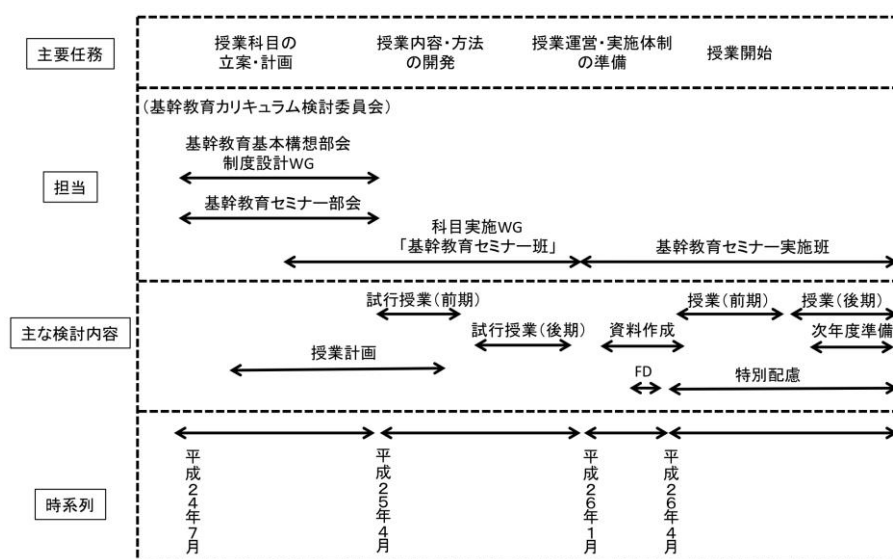 主要任務
授業科目の
立案・計画
授業内容・方法
の開発
授業運営・実施体制
の準備
授業開始
担当
(基幹教育カリキュラム検討委員会)
基幹教育基本構想部会
制度設計WG
基幹教育セミナー部会
科目実施WG
「基幹教育セミナー班」
基幹教育セミナー実施班
主な検討内容
試行授業(前期)
授業(前期)
授業(後期)
試行授業(後期)
資料作成
次年度準備
授業計画
FD
特別配慮
時系列
平成24年7月
平成25年4月
平成26年1月
平成26年4月